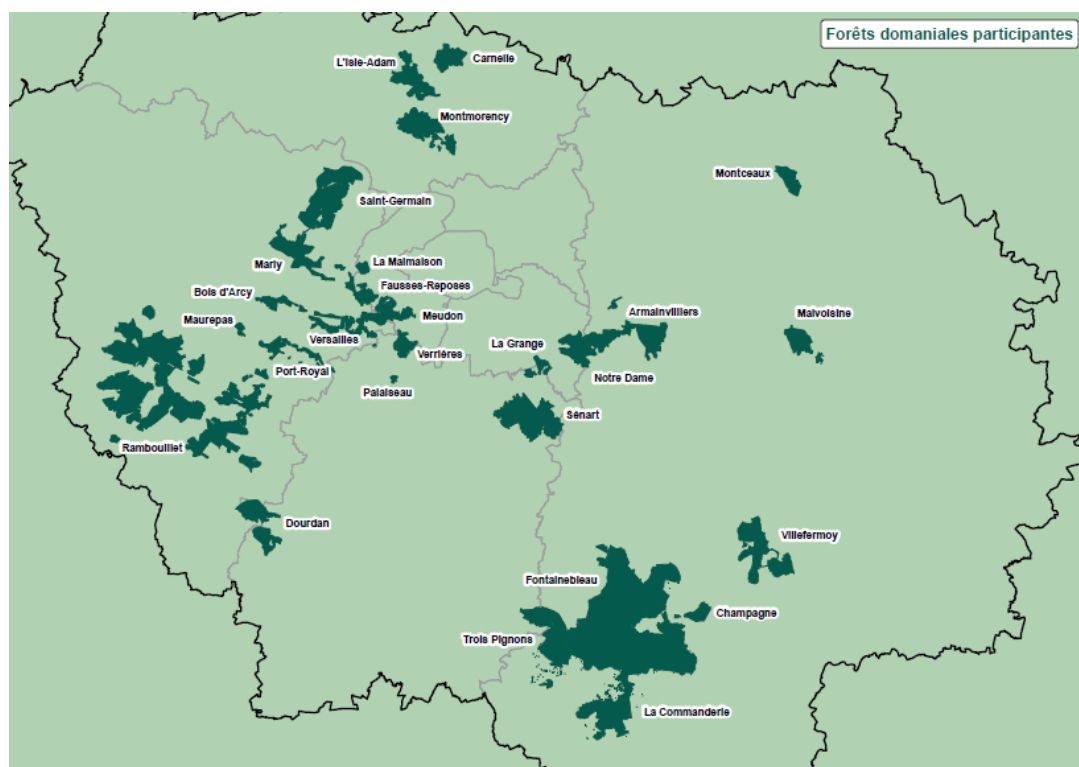 Forêts domaniales participantes
L'Isle-Adam
Carnelle
Montmorency
Montceaux
Saint-Germain
Marly
La Malmaison
Bois d'Arcy
Fausses-Reposes
Maurepas
Meudon
Armainvilliers
Malvoisine
Versailles
La Grange
Verrières
Port-Royal
Notre Dame
Palaiseau
Sénart
Rambouillet
Dourdan
Villefermoy
Fontainebleau
Champagne
Trois Pignons
La Commanderie